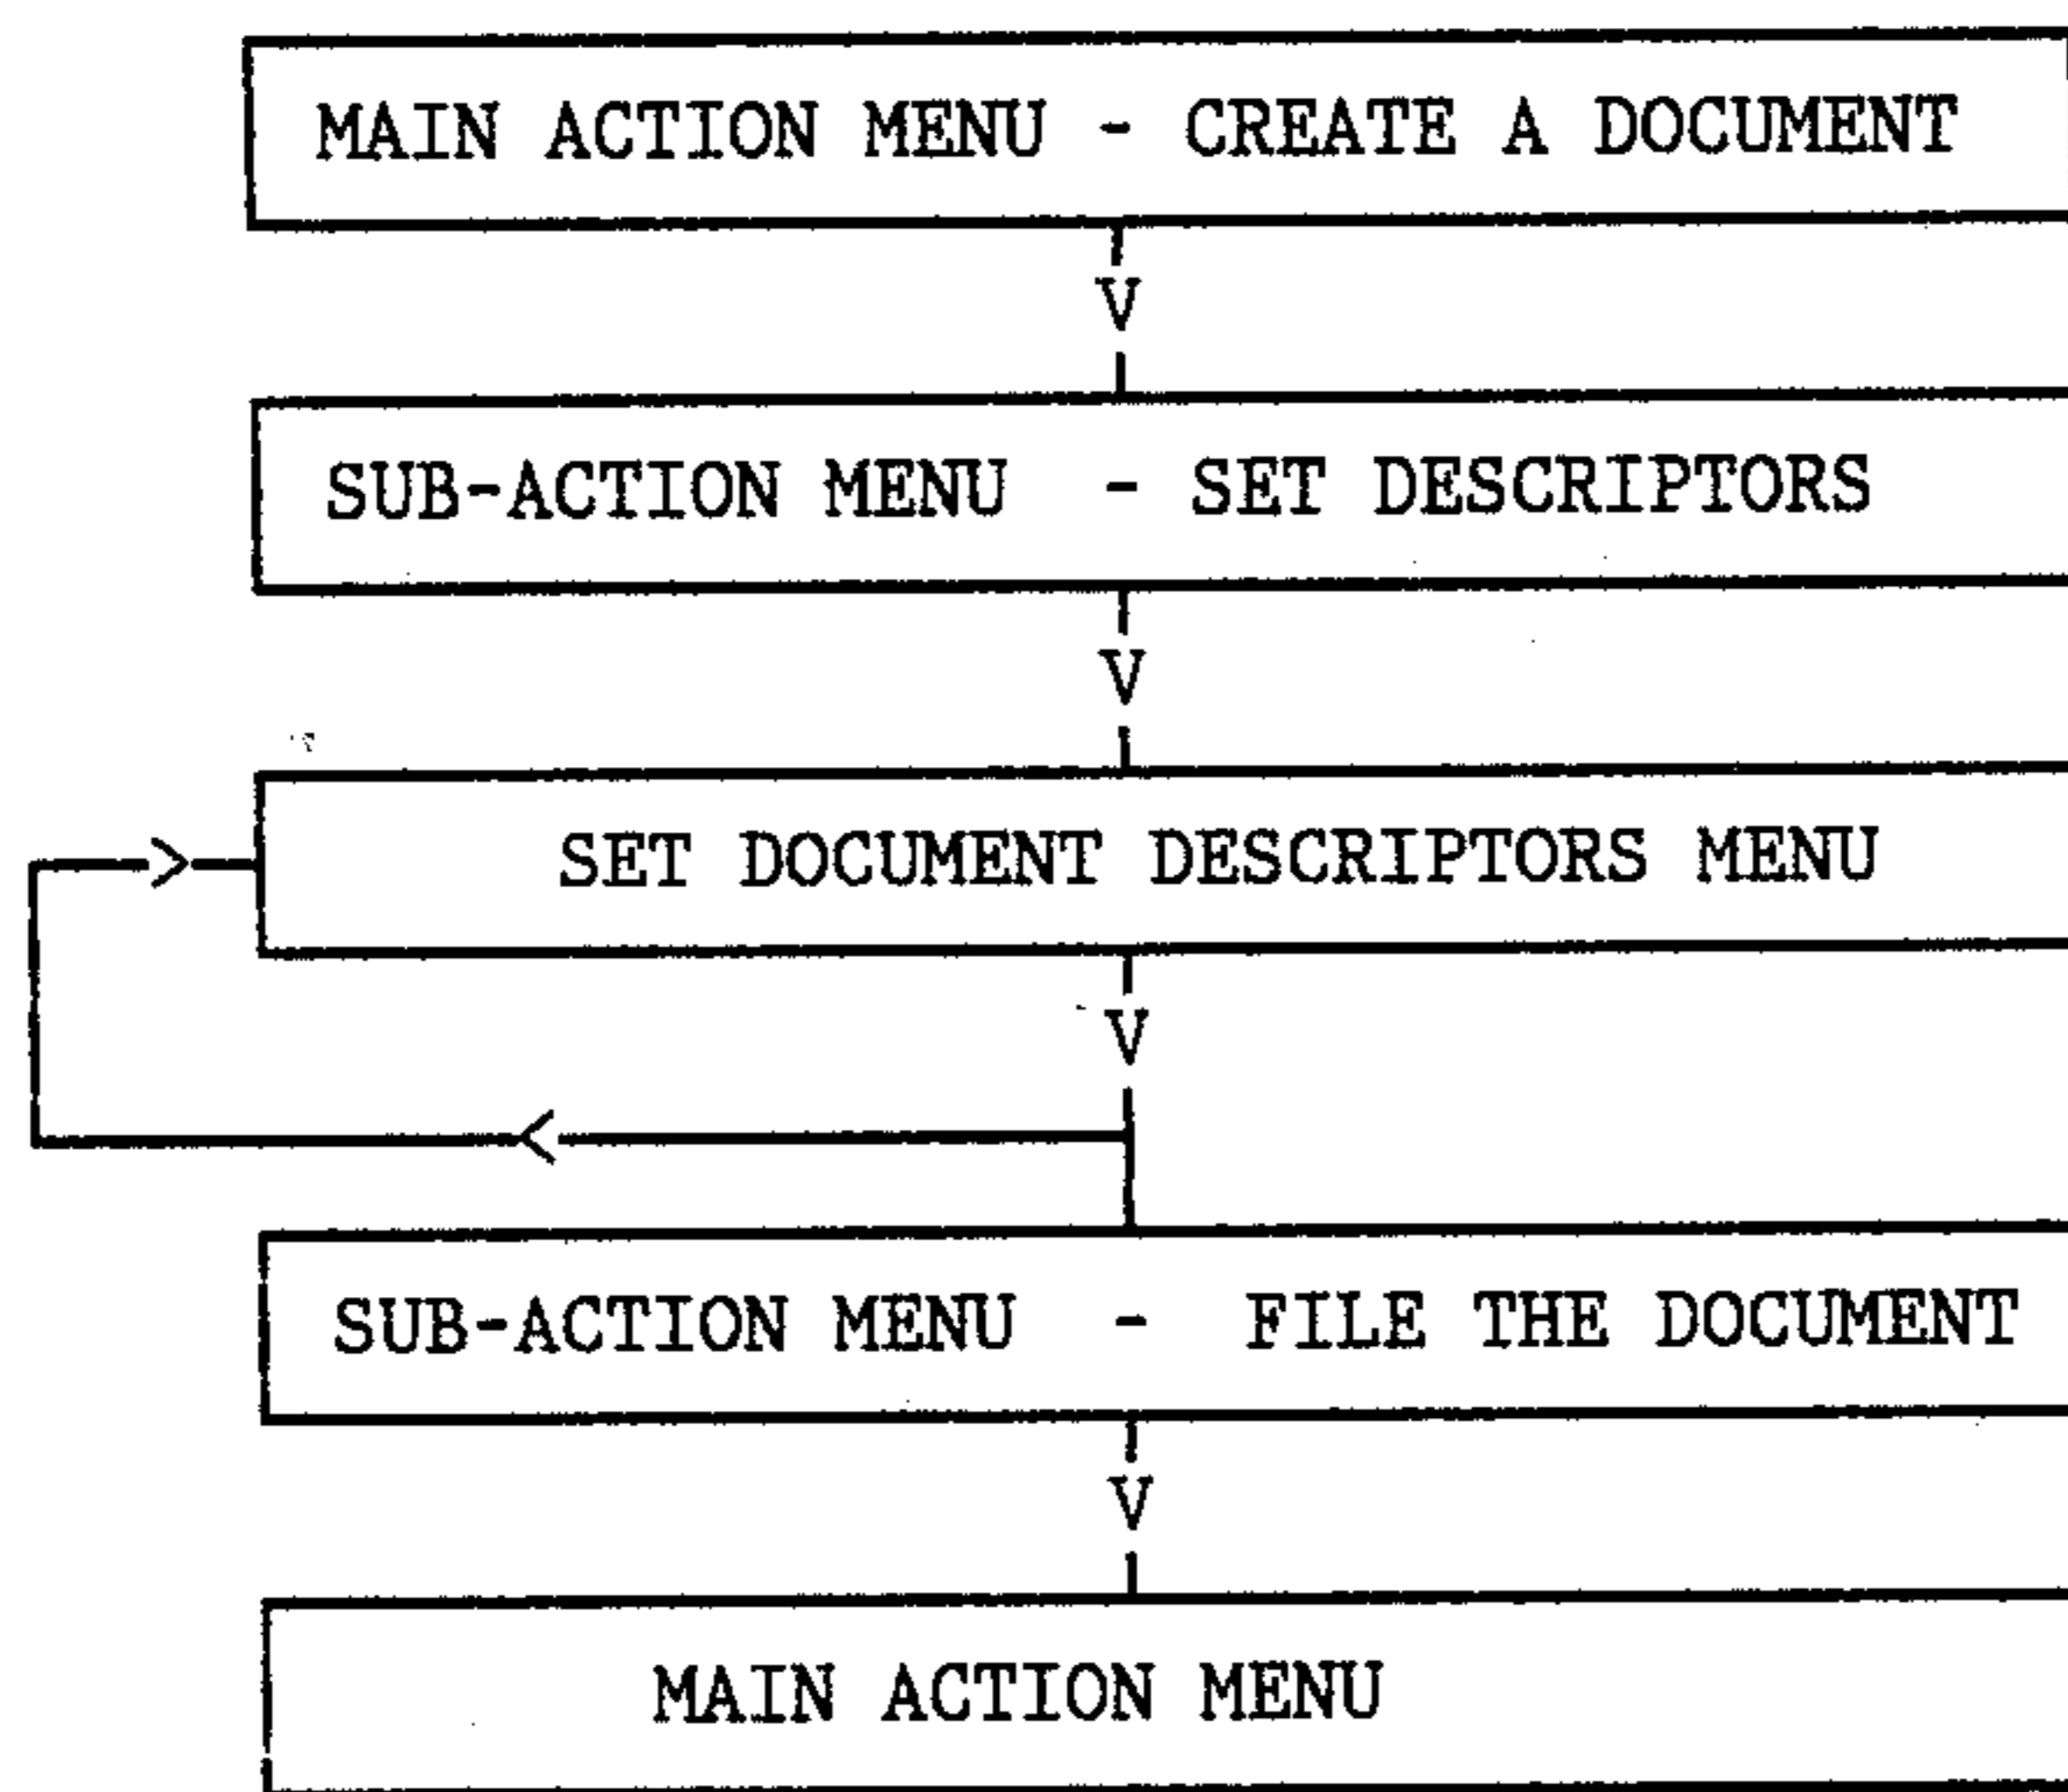 MAIN ACTION MENU - CREATE A DOCUMENT
V
SUB-ACTION MENU - SET DESCRIPTORS
V
> SET DOCUMENT DESCRIPTORS MENU
V
<
SUB-ACTION MENU - FILE THE DOCUMENT
V
MAIN ACTION MENU